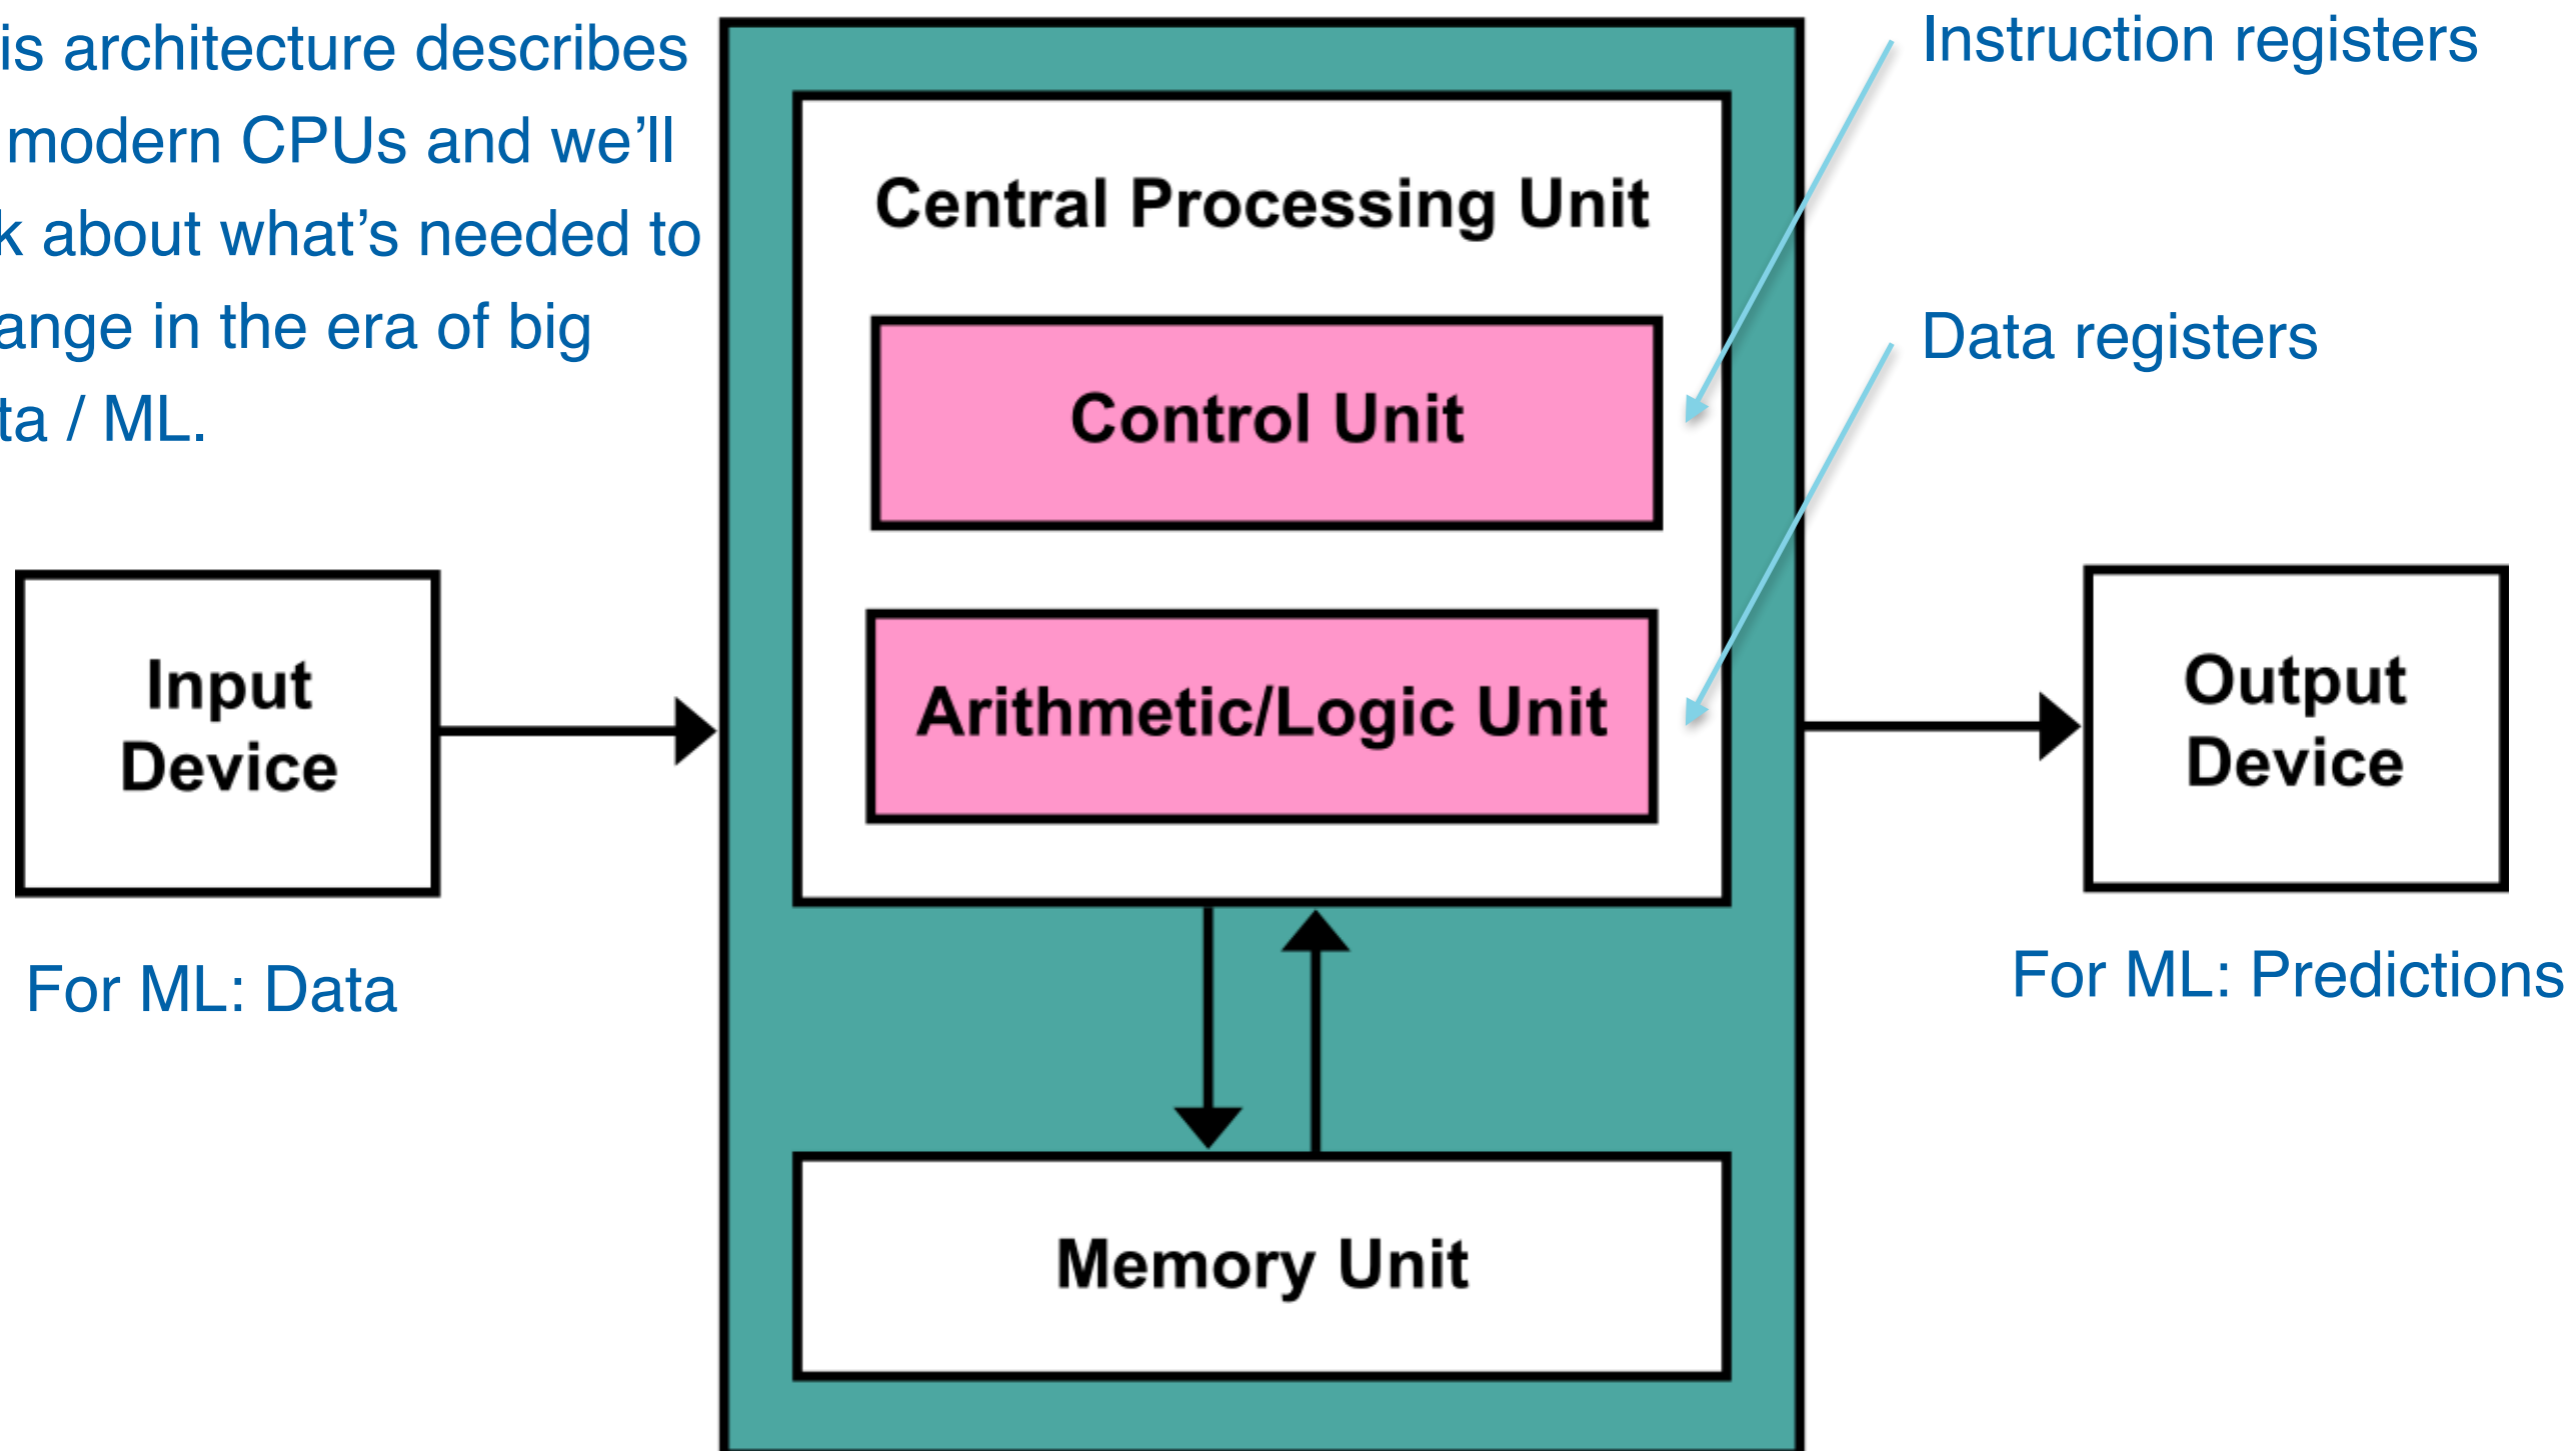 is architecture describes
modern CPUs and we'll
about what's needed to
in the era of big
/ ML.
Instruction registers
Data registers
Central Processing Unit
Control Unit
Arithmetic/Logic Unit
Input
Device
For ML: Data
Output
Device
For ML: Predictions
Memory Unit